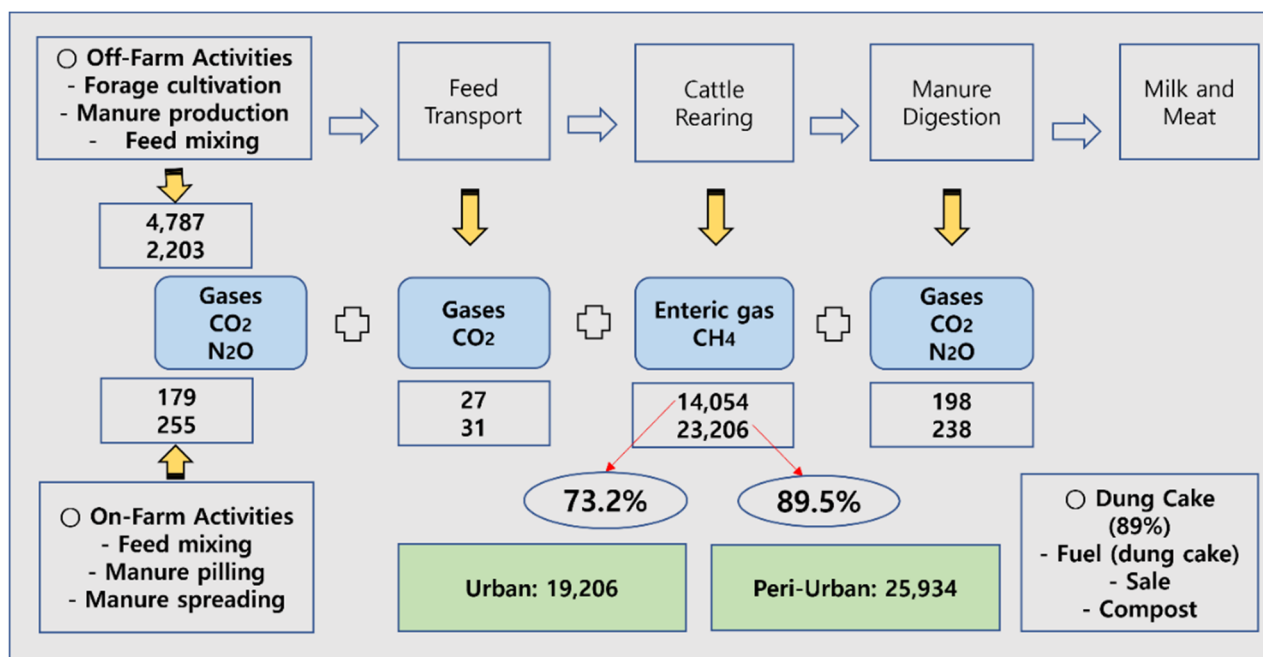 ○ Off-Farm Activities
- Forage cultivation
- Manure production
- Feed mixing
Feed
Transport
Cattle
Rearing
Manure
Digestion
Milk and
Meat
4,787
2,203
Gases
CO2
N2O
Gases
CO2
Enteric gas
CH4
Gases
CO2
N2O
179
255
27
31
14,054
23,206
198
238
73.2%
89.5%
○ On-Farm Activities
- Feed mixing
- Manure pilling
- Manure spreading
Urban: 19,206
Peri-Urban: 25,934
○ Dung Cake
(89%)
- Fuel (dung cake)
- Sale
- Compost